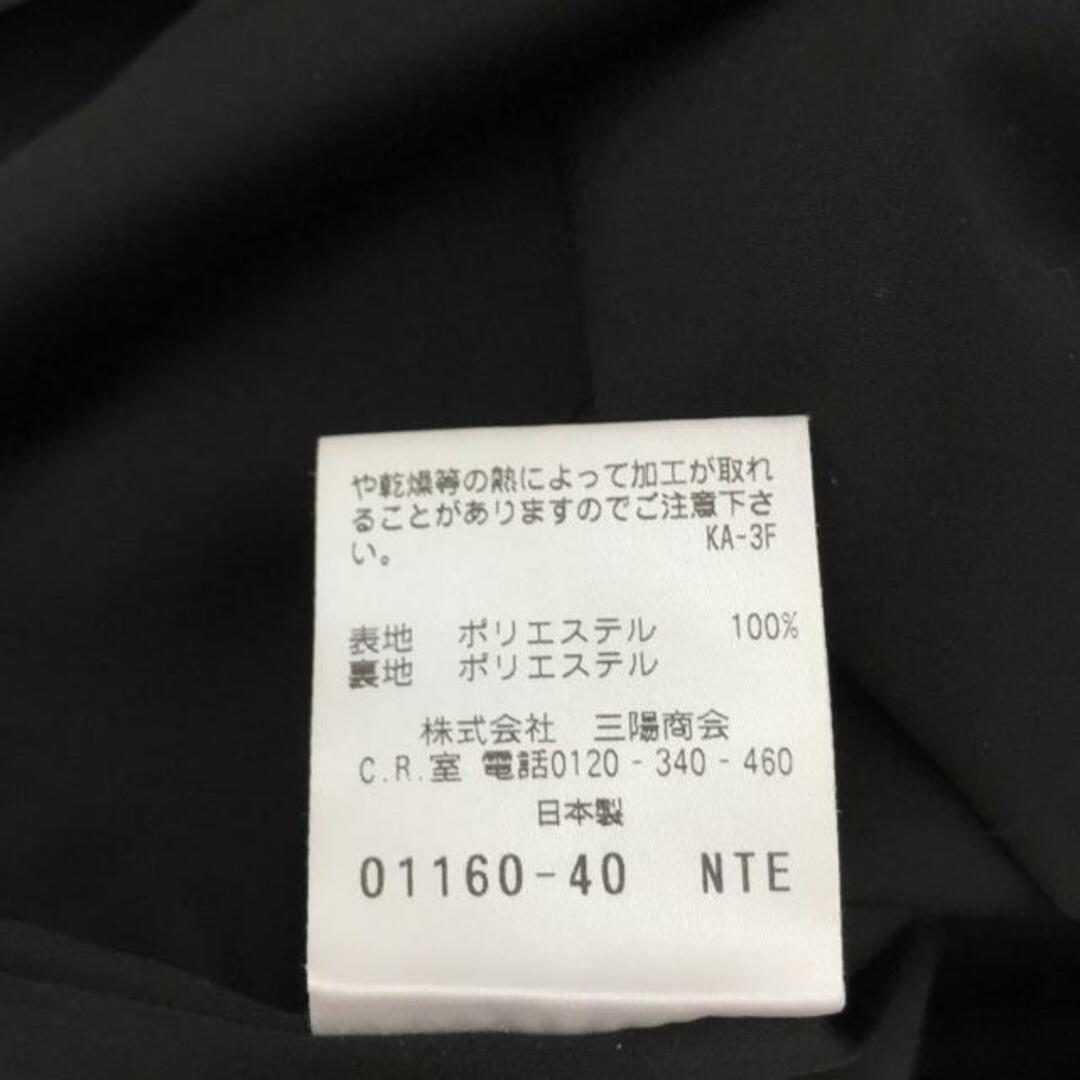 や乾燥等の熱によって加工が取れ
ることがありますのでご注意下さ
い。 KA-3F
表地 ポリエステル 100%
裏地 ポリエステル
株式会社 三陽商会
C.R.室 電話0120-340-460
日本製
01160-40 NTE